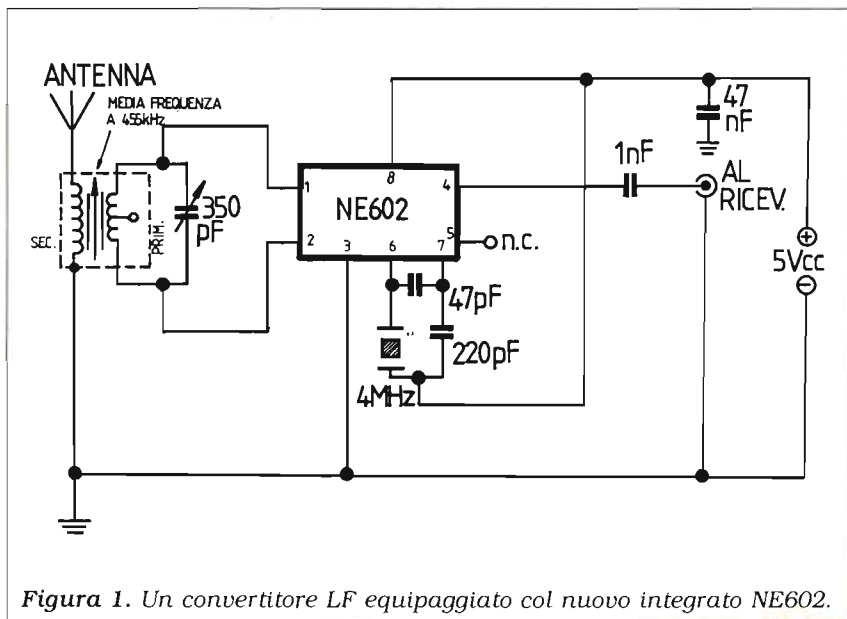 ANTENNA
MEDIA FREQUENZA
A 455kHz
SEC.
PRIM.
350
pF
1
2
3
6
7
8
4
5
NE602
n.c.
47pF
220pF
4MHz
1nF
47
nF
AL
RICEV.
+
5Vcc
−
Figura 1. Un convertitore LF equipaggiato col nuovo integrato NE602.